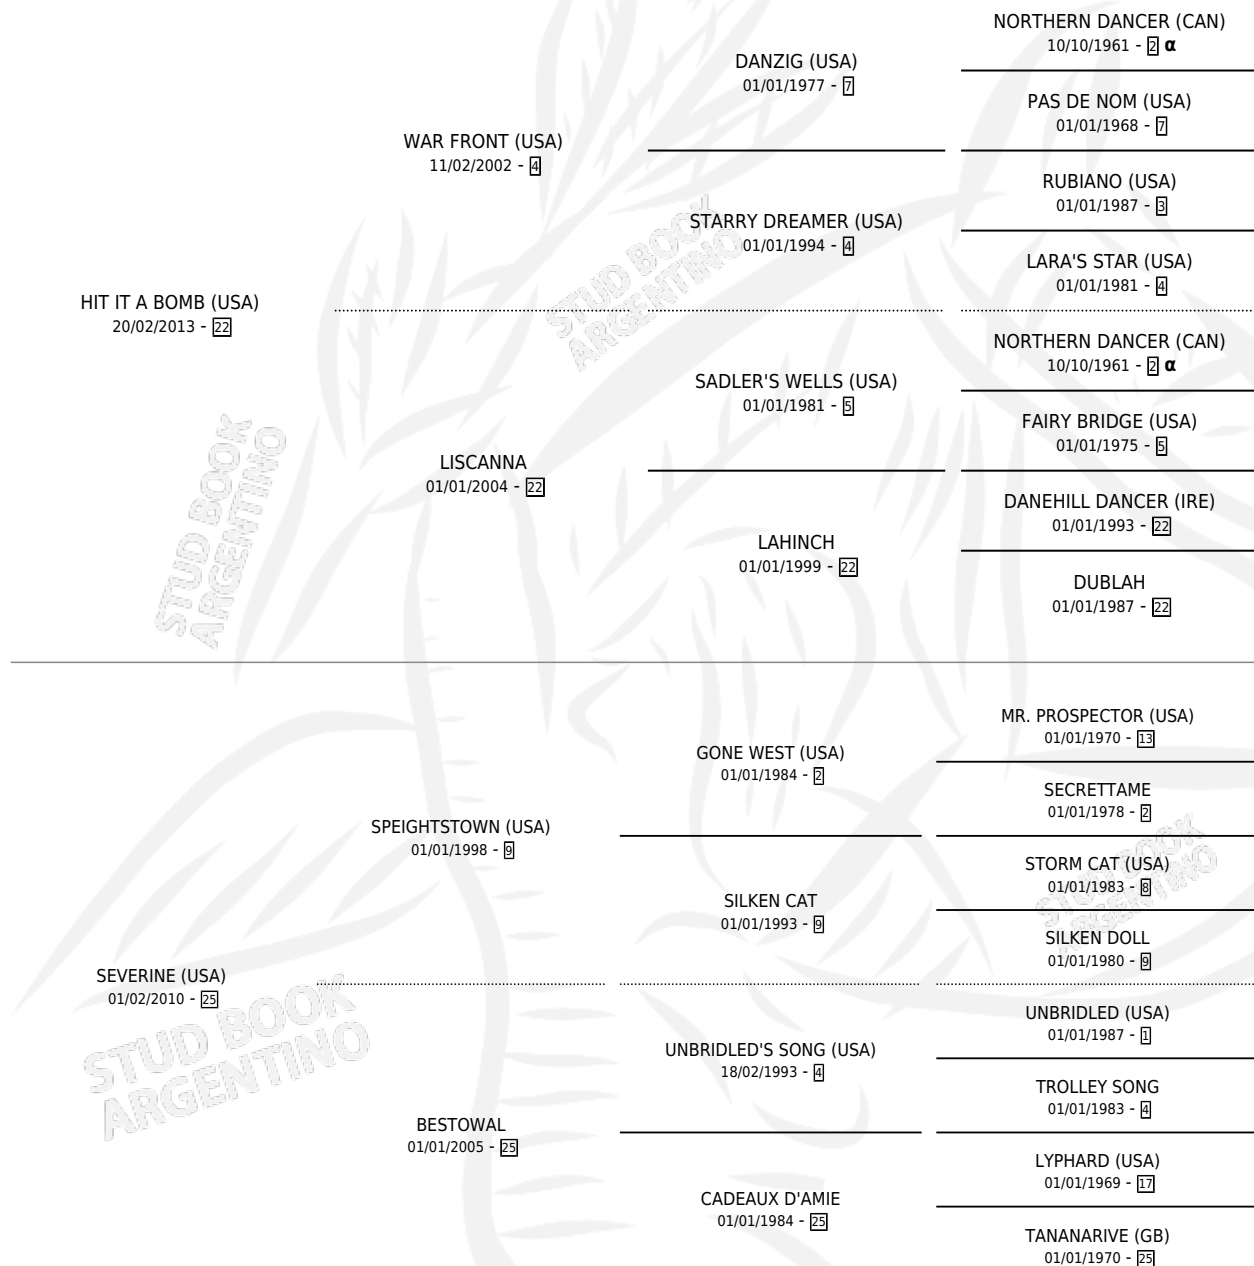 NORTHERN DANCER (CAN)
10/10/1961 - 2 α
DANZIG (USA)
01/01/1977 - 7
PAS DE NOM (USA)
01/01/1968 - 7
WAR FRONT (USA)
11/02/2002 - 4
RUBIANO (USA)
01/01/1987 - 3
STARRY DREAMER (USA)
01/01/1994 - 4
LARA'S STAR (USA)
01/01/1981 - 4
HIT IT A BOMB (USA)
20/02/2013 - 22
NORTHERN DANCER (CAN)
10/10/1961 - 2 α
SADLER'S WELLS (USA)
01/01/1981 - 5
FAIRY BRIDGE (USA)
01/01/1975 - 5
LISCANNA
01/01/2004 - 22
DANEHILL DANCER (IRE)
01/01/1993 - 22
LAHINCH
01/01/1999 - 22
DUBLAH
01/01/1987 - 22
MR. PROSPECTOR (USA)
01/01/1970 - 13
GONE WEST (USA)
01/01/1984 - 2
SECRETTAME
01/01/1978 - 2
SPEIGHTSTOWN (USA)
01/01/1998 - 9
STORM CAT (USA)
01/01/1983 - 8
SILKEN CAT
01/01/1993 - 9
SILKEN DOLL
01/01/1980 - 9
SEVERINE (USA)
01/02/2010 - 25
UNBRIDLED (USA)
01/01/1987 - 1
UNBRIDLED'S SONG (USA)
18/02/1993 - 4
TROLLEY SONG
01/01/1983 - 4
BESTOWAL
01/01/2005 - 25
LYPHARD (USA)
01/01/1969 - 17
CADEAUX D'AMIE
01/01/1984 - 25
TANANARIVE (GB)
01/01/1970 - 25
STUD BOOK
ARGENTINO
STUD BOOK
ARGENTINO
STUD BOOK
ARGENTINO
STUD BOOK
ARGENTINO